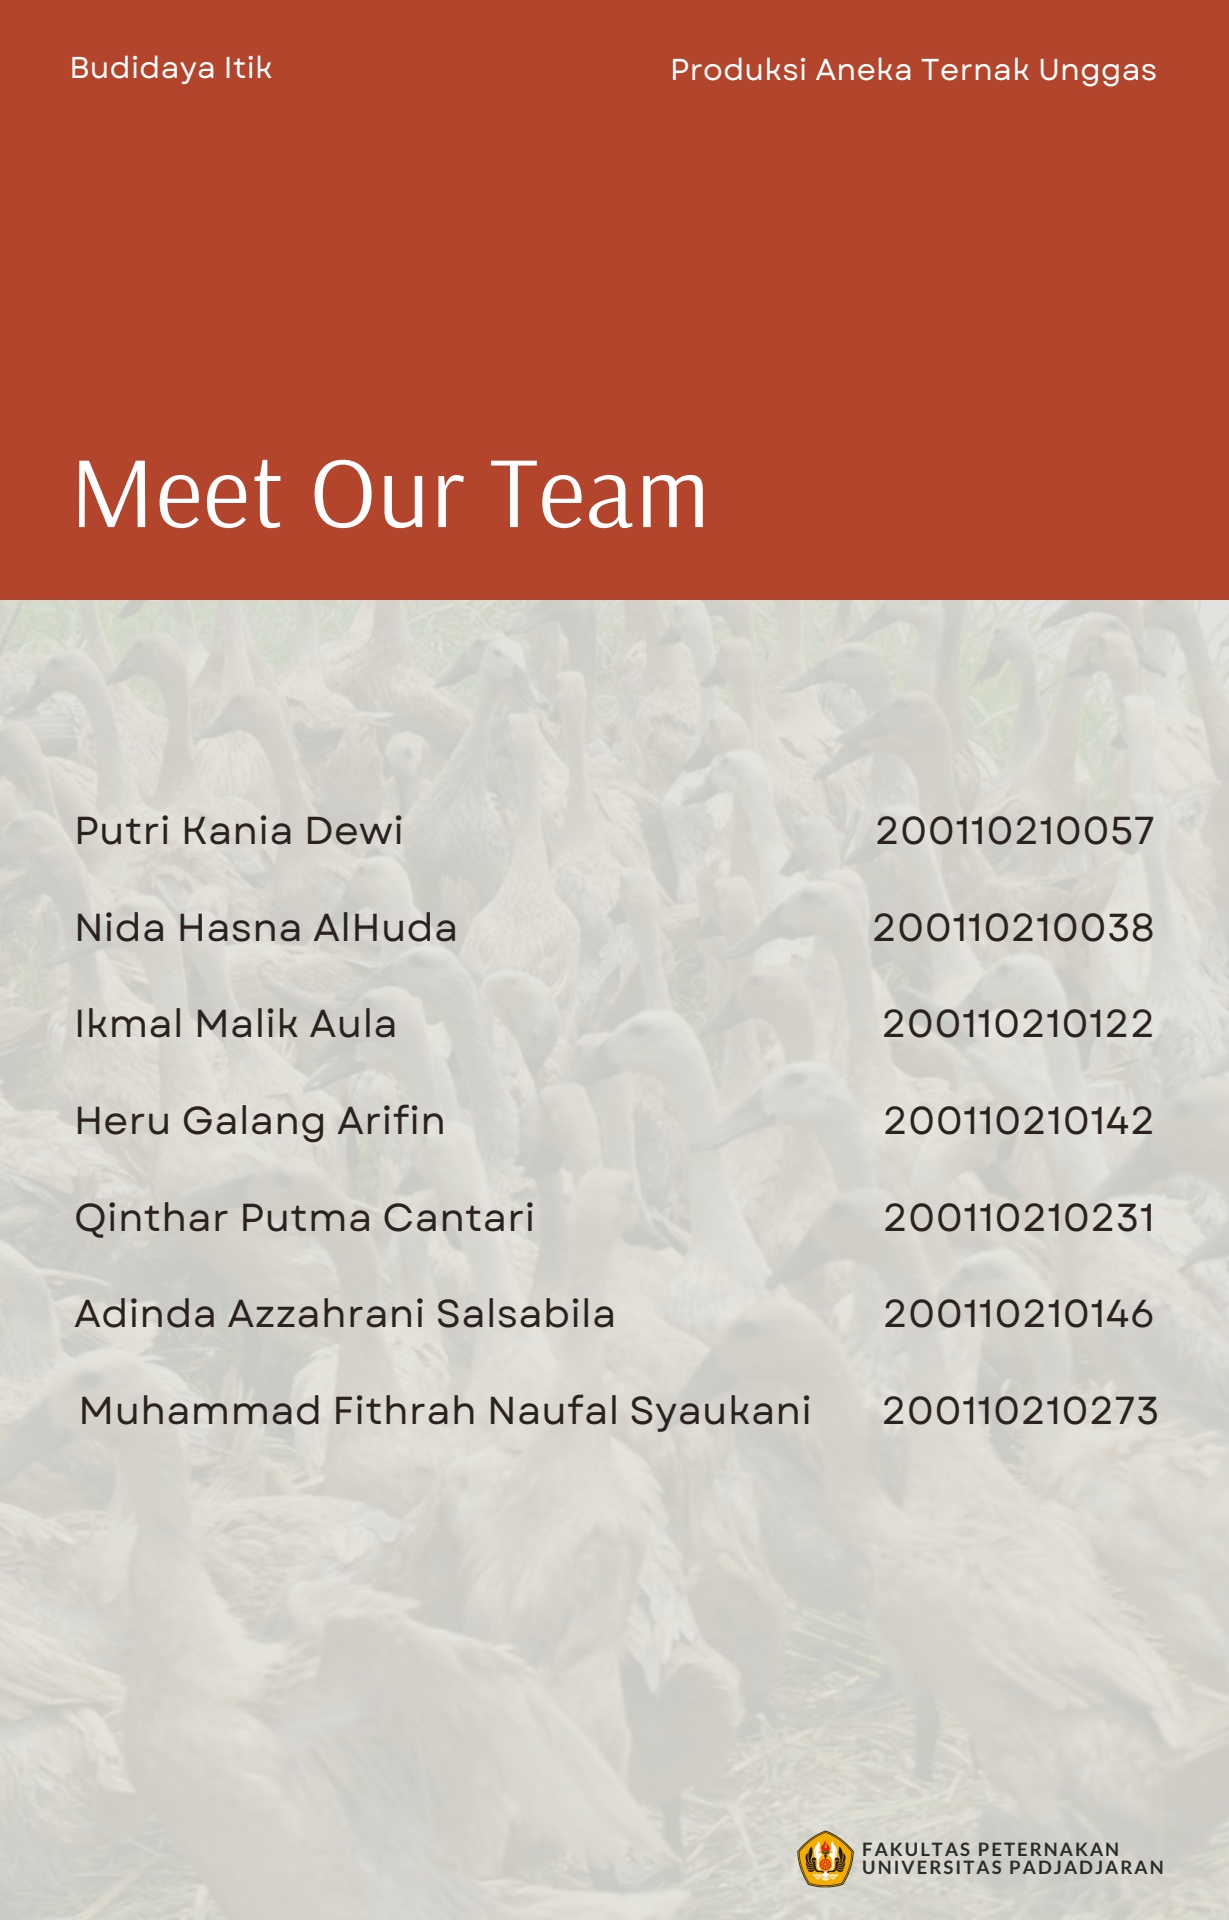 Budidaya Itik
Produksi Aneka Ternak Unggas
Meet Our Team
Putri Kania Dewi 200110210057
Nida Hasna AlHuda 200110210038
Ikmal Malik Aula 200110210122
Heru Galang Arifin 200110210142
Qinthar Putma Cantari 200110210231
Adinda Azzahrani Salsabila 200110210146
Muhammad Fithrah Naufal Syaukani 200110210273
FAKULTAS PETERNAKAN
UNIVERSITAS PADJADJARAN